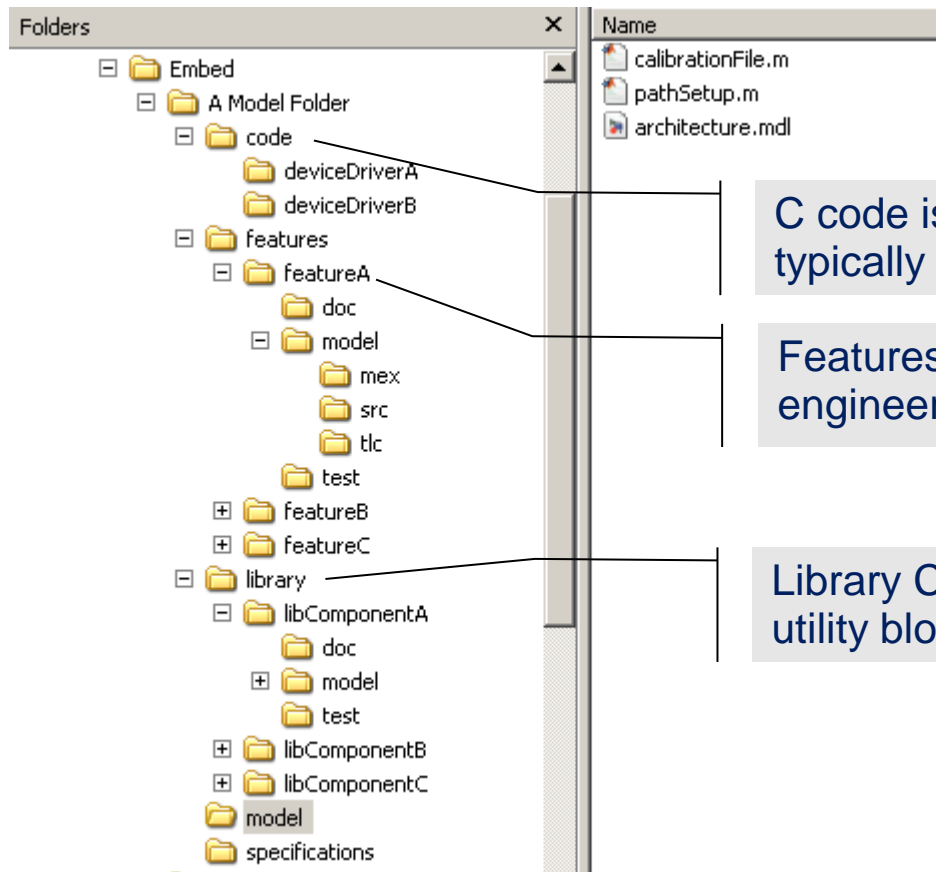 Folders
Embed
A Model Folder
code
deviceDriverA
deviceDriverB
features
featureA
doc
model
mex
src
tlc
test
featureB
featureC
library
libComponentA
doc
model
test
libComponentB
libComponentC
model
specifications
Name
calibrationFile.m
pathSetup.m
architecture.mdl
C code is
typically
Features
engineer
Library C
utility blo